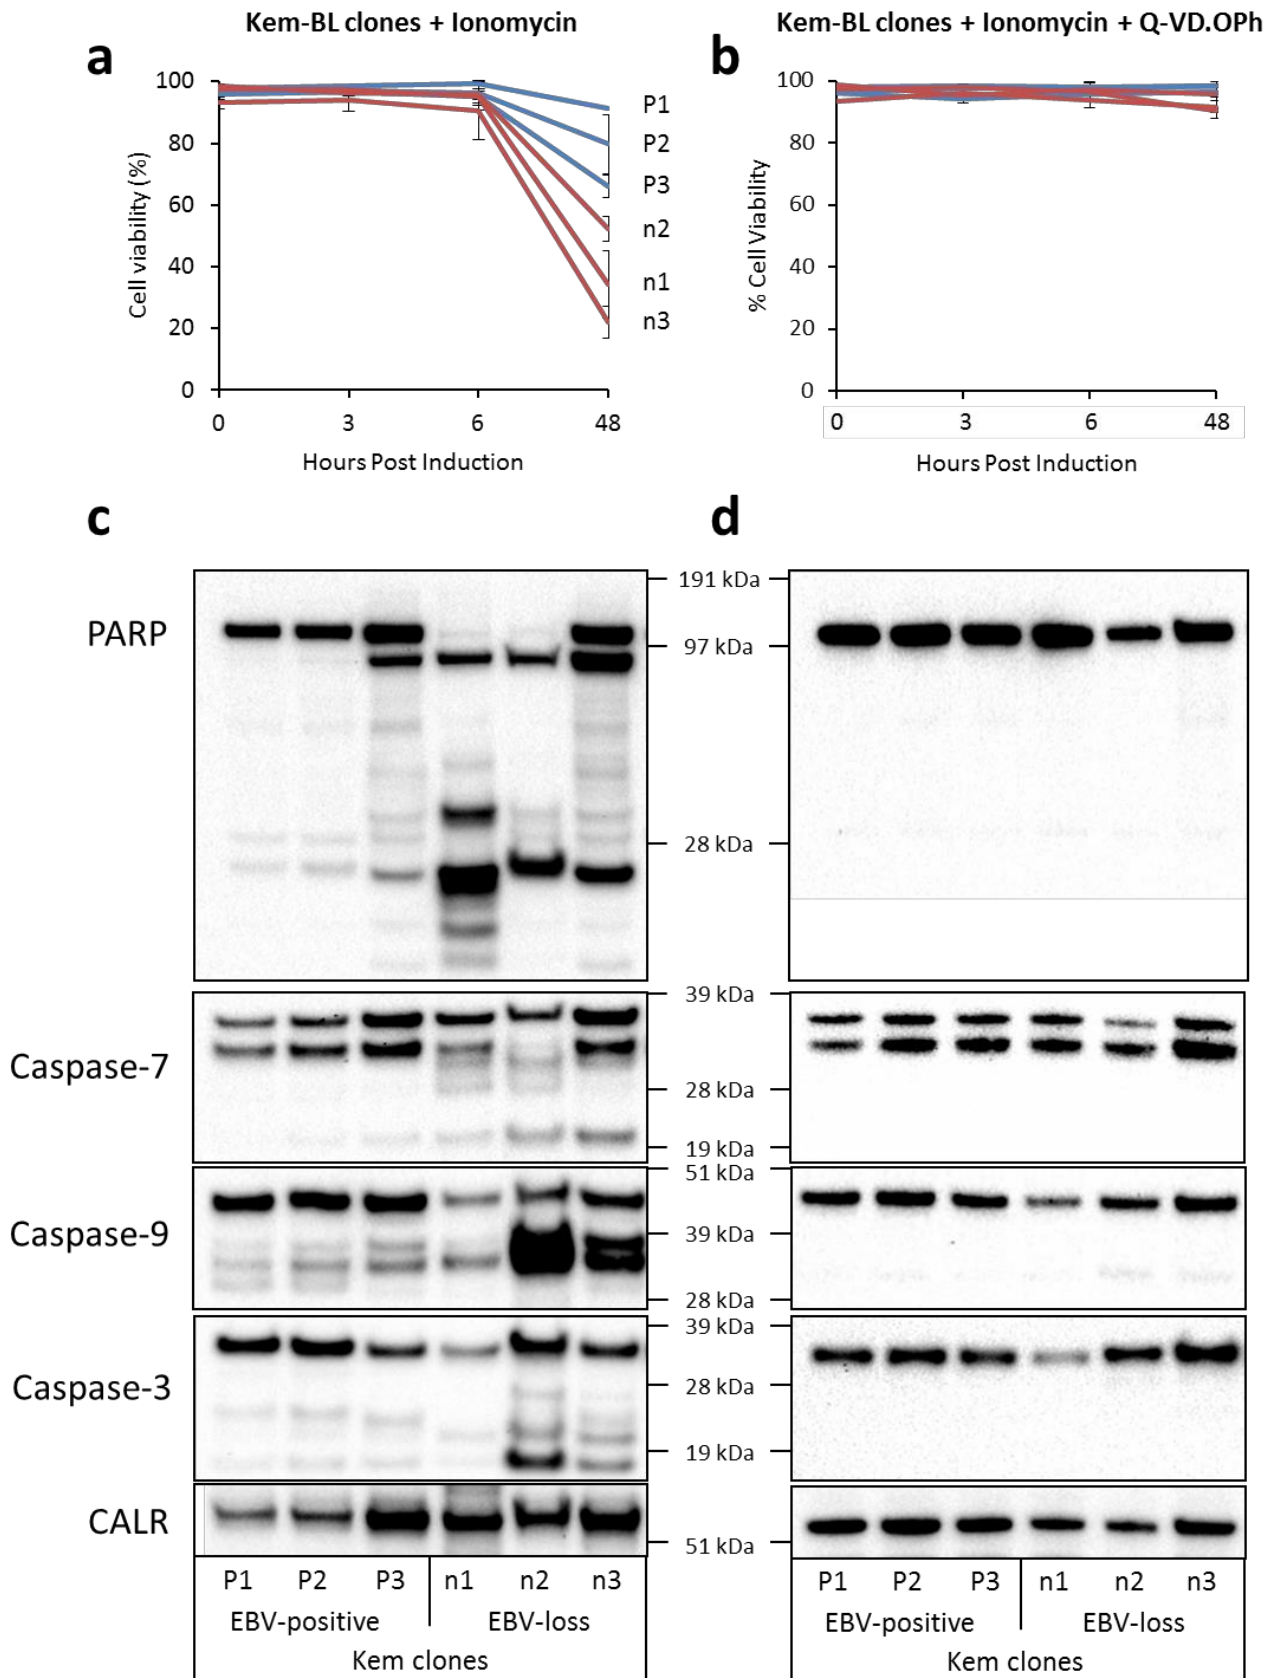 Kem-BL clones + Ionomycin
Kem-BL clones + Ionomycin + Q-VD.OPh
a
b
Cell viability (%)
100
80
60
40
20
0
0 3 6 48
Hours Post Induction
P1
P2
P3
n2
n1
n3
% Cell Viability
100
80
60
40
20
0
0 3 6 48
Hours Post Induction
c
d
PARP
191 kDa
97 kDa
28 kDa
Caspase-7
39 kDa
28 kDa
19 kDa
Caspase-9
51 kDa
39 kDa
28 kDa
Caspase-3
39 kDa
28 kDa
19 kDa
CALR
51 kDa
P1 P2 P3 n1 n2 n3
EBV-positive EBV-loss
Kem clones
P1 P2 P3 n1 n2 n3
EBV-positive EBV-loss
Kem clones